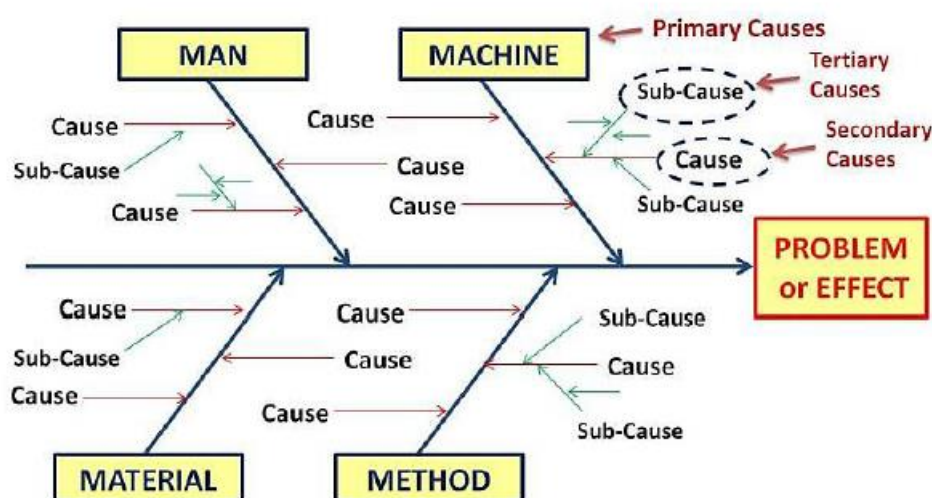 MAN
MACHINE
Primary Causes
Tertiary
Causes
Sub-Cause
Cause
Cause
Secondary
Causes
Sub-Cause
Cause
Cause
Cause
Cause
Sub-Cause
PROBLEM
or EFFECT
Cause
Cause
Sub-Cause
Sub-Cause
Cause
Cause
Cause
Cause
Sub-Cause
MATERIAL
METHOD